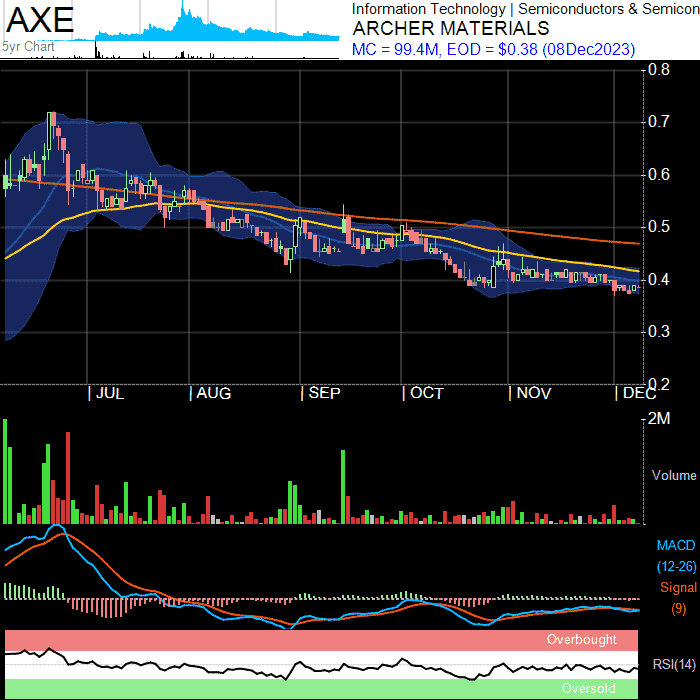 AXE
5yr Chart
Information Technology | Semiconductors & Semicon
ARCHER MATERIALS
MC = 99.4M, EOD = $0.38 (08Dec2023)
0.8
0.7
0.6
0.5
0.4
0.3
0.2
JUL AUG SEP OCT NOV DEC
2M
Volume
MACD
(12-26)
Signal
(9)
Overbought
RSI(14)
Oversold